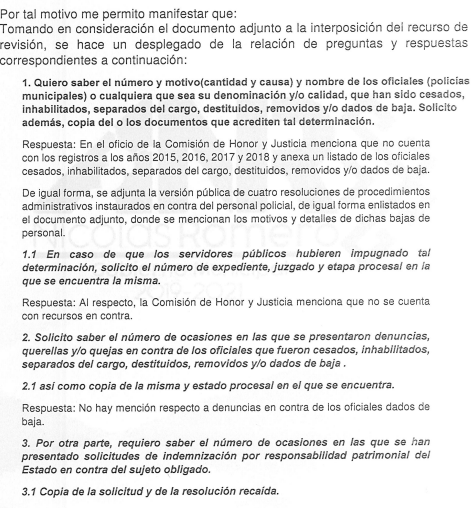 Por tal motivo me permito manifestar que:
Tomando en consideración el documento adjunto a la interposición del recurso de
revisión, se hace un desplegado de la relación de preguntas y respuestas
correspondientes a continuación:
1. Quiero saber el número y motivo(cantidad y causa) y nombre de los oficiales (policias
municipales) o cualquiera que sea su denominación y/o calidad, que han sido cesados,
inhabilitados, separados del cargo, destituidos, removidos y/o dados de baja. Solicito
además, copia del o los documentos que acrediten tal determinación.
Respuesta: En el oficio de la Comisión de Honor y Justicia menciona que no cuenta
con los registros a los años 2015, 2016, 2017 y 2018 y anexa un listado de los oficiales
cesados, inhabilitados, separados del cargo, destituidos, removidos y/o dados de baja.
De igual forma, se adjunta la versión pública de cuatro resoluciones de procedimientos
administrativos instaurados en contra del personal policial, de igual forma enlistados en
el documento adjunto, donde se mencionan los motivos y detalles de dichas bajas de
personal.
1.1 En caso de que los servidores públicos hubieren impugnado tal
determinación, solicito el número de expediente, juzgado y etapa procesal en la
que se encuentra la misma.
Respuesta: Al respecto, la Comisión de Honor y Justicia menciona que no se cuenta
con recursos en contra.
2. Solicito saber el número de ocasiones en las que se presentaron denuncias,
querellas y/o quejas en contra de los oficiales que fueron cesados, inhabilitados,
separados del cargo, destituidos, removidos y/o dados de baja .
2.1 asi como copia de la misma y estado procesal en el que se encuentra.
Respuesta: No hay mención respecto a denuncias en contra de los oficiales dados de
baja.
3. Por otra parte, requiero saber el número de ocasiones en las que se han
presentado solicitudes de indemnización por responsabilidad patrimonial del
Estado en contra del sujeto obligado.
3.1 Copia de la solicitud y de la resolución recaída.